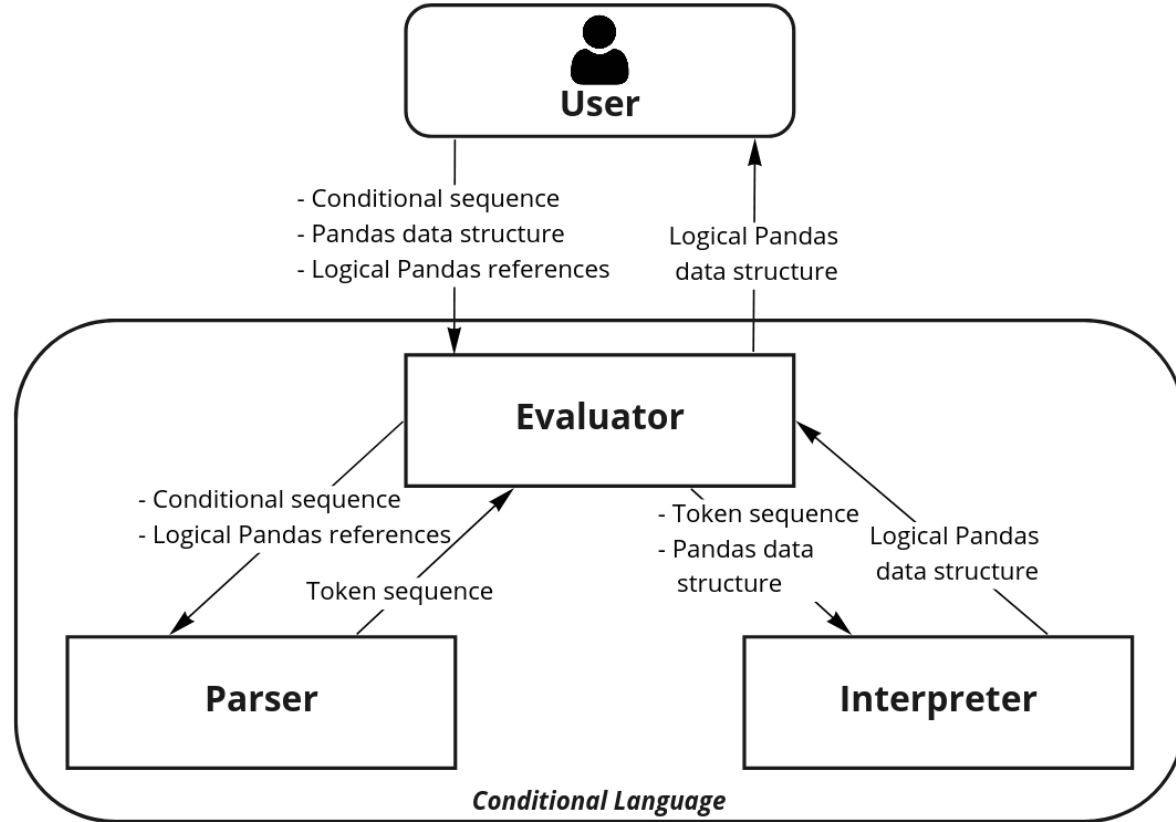 User
- Conditional sequence
- Pandas data structure
- Logical Pandas references
Logical Pandas
data structure
Evaluator
- Conditional sequence
- Logical Pandas references
Token sequence
- Token sequence
- Pandas data
structure
Logical Pandas
data structure
Parser
Interpreter
Conditional Language